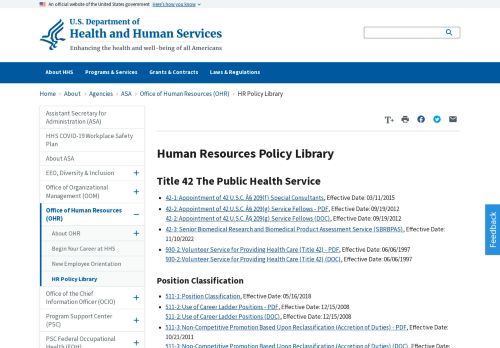 An official website of the United States government Here's how you know
U.S. Department of
Health and Human Services
Enhancing the health and well-being of all Americans
About HHS Programs & Services Grants & Contracts Laws & Regulations
Home > About > Agencies > ASA > Office of Human Resources (OHR) > HR Policy Library
Assistant Secretary for
Administration (ASA)
HHS COVID-19 Workplace Safety
Plan
About ASA
EEO, Diversity & Inclusion
Office of Organizational
Management (OOM)
Office of Human Resources
(OHR)
About OHR
Begin Your Career at HHS
New Employee Orientation
HR Policy Library
Office of the Chief
Information Officer (OCIO)
Program Support Center
(PSC)
PSC Federal Occupational
Health (FOH)
T+
Human Resources Policy Library
Title 42 The Public Health Service
42-1: Appointment of 42 U.S.C. Â§ 209(f) Special Consultants, Effective Date: 03/11/2015
42-2: Appointment of 42 U.S.C. Â§ 209(g) Service Fellows - PDF, Effective Date: 09/19/2012
42-2: Appointment of 42 U.S.C. Â§ 209(g) Service Fellows (DOC), Effective Date: 09/19/2012
42-3: Senior Biomedical Research and Biomedical Product Assessment Service (SBRBPAS), Effective Date:
11/10/2021
930-2: Volunteer Service for Providing Health Care (Title 42) - PDF, Effective Date: 06/06/1997
930-2: Volunteer Service for Providing Health Care (Title 42) (DOC), Effective Date: 06/06/1997
Position Classification
511-1: Position Classification, Effective Date: 05/16/2018
511-2: Use of Career Ladder Positions - PDF, Effective Date: 12/15/2008
511-2: Use of Career Ladder Positions (DOC), Effective Date: 12/15/2008
511-3: Non-Competitive Promotion Based Upon Reclassification (Accretion of Duties) - PDF, Effective Date:
10/21/2011
511-3: Non-Competitive Promotion Based Upon Reclassification (Accretion of Duties) (DOC), Effective
Feedback